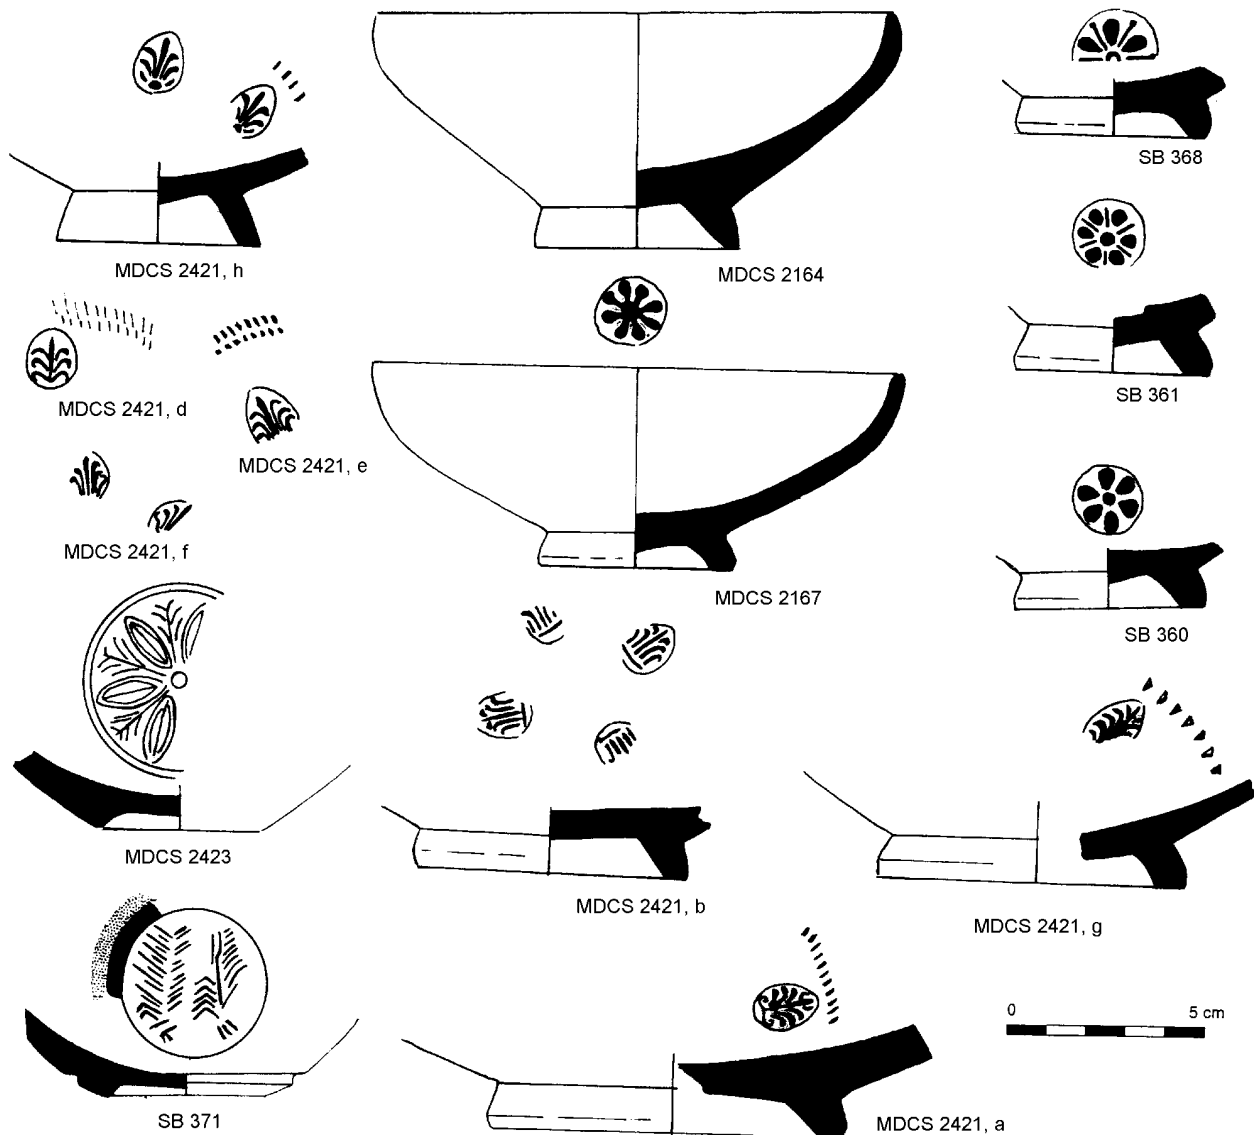 SB 368
MDCS 2421, h
MDCS 2164
SB 361
MDCS 2421, d
MDCS 2421, e
MDCS 2421, f
MDCS 2167
SB 360
MDCS 2423
MDCS 2421, b
MDCS 2421, g
0 5 cm
SB 371
MDCS 2421, a